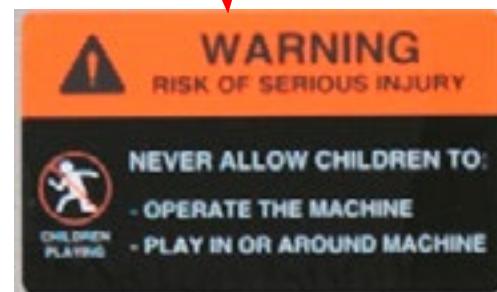 WARNING
RISK OF SERIOUS INJURY
NEVER ALLOW CHILDREN TO:
- OPERATE THE MACHINE
- PLAY IN OR AROUND MACHINE
CHILDREN
PLAYING